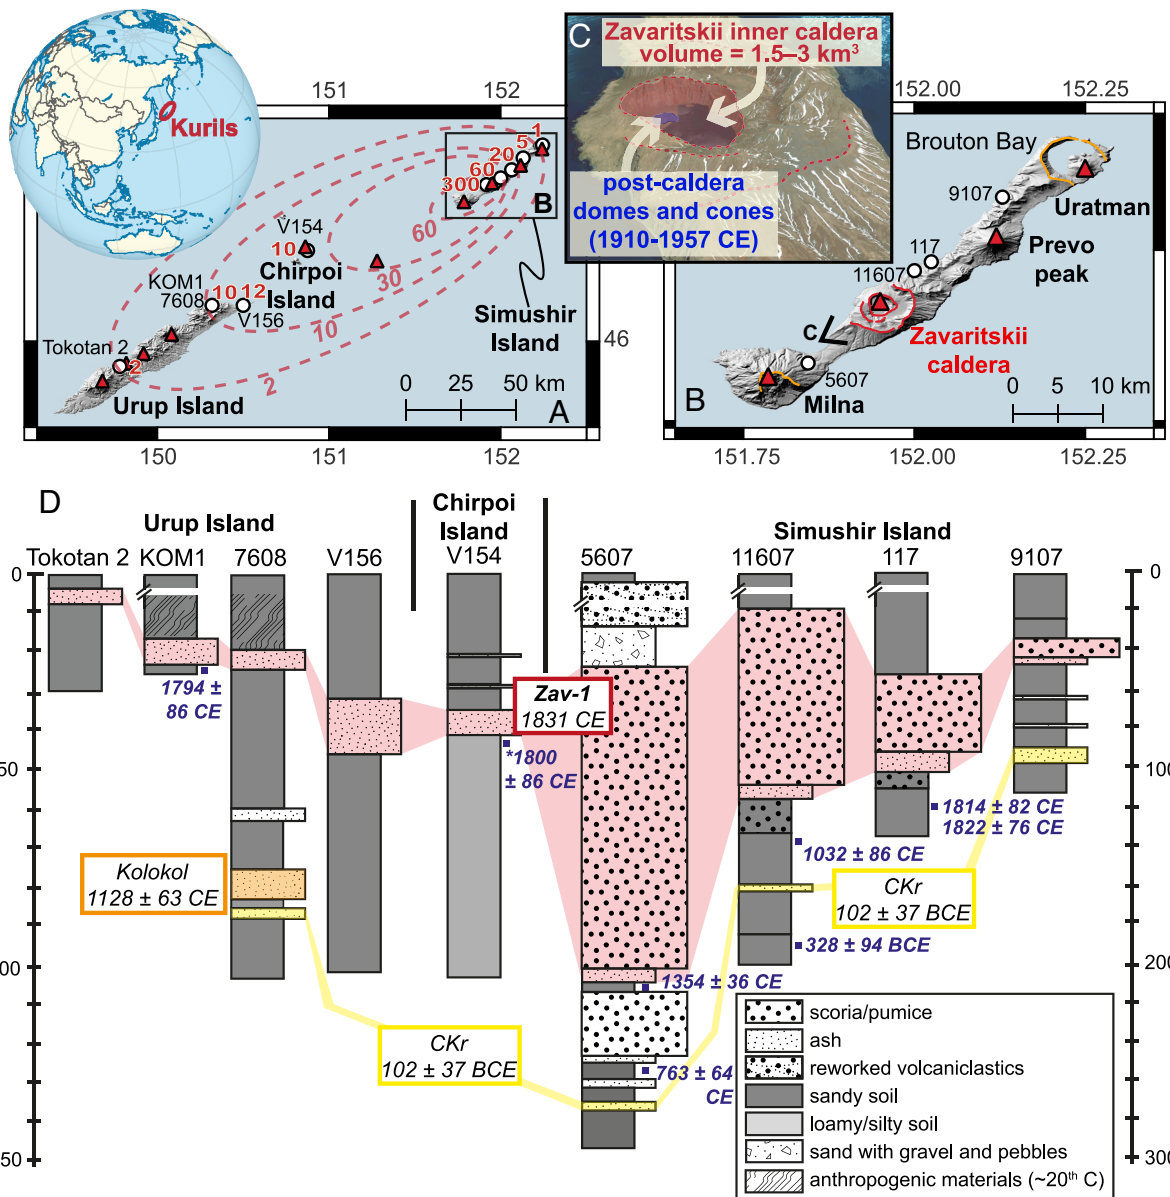 Kurils
151
152
1
5
20
60
300
B
60
30
10
2
V154
10
Chirpoi
Island
KOM1
7608
10
12
V156
Tokotan 2
2
Urup Island
Simushir
Island
46
0 25 50 km
A
150
151
152
C
Zavaritskii inner caldera
volume = 1.5–3 km³
post-caldera
domes and cones
(1910-1957 CE)
152.00
152.25
Brouton Bay
9107
Uratman
117
Prevo
peak
11607
Zavaritskii
caldera
C
5607
Milna
B
0 5 10 km
151.75
152.00
152.25
D
Urup Island
Chirpoi
Island
Simushir Island
Tokotan 2
KOM1
7608
V156
V154
5607
11607
117
9107
0
50
00
50
0
100
200
300
1794 ±
86 CE
Zav-1
1831 CE
*1800
± 86 CE
1814 ± 82 CE
1822 ± 76 CE
1032 ± 86 CE
Kolokol
1128 ± 63 CE
CKr
102 ± 37 BCE
328 ± 94 BCE
1354 ± 36 CE
CKr
102 ± 37 BCE
763 ± 64
CE
scoria/pumice
ash
reworked volcaniclastics
sandy soil
loamy/silty soil
sand with gravel and pebbles
anthropogenic materials (~20th C)